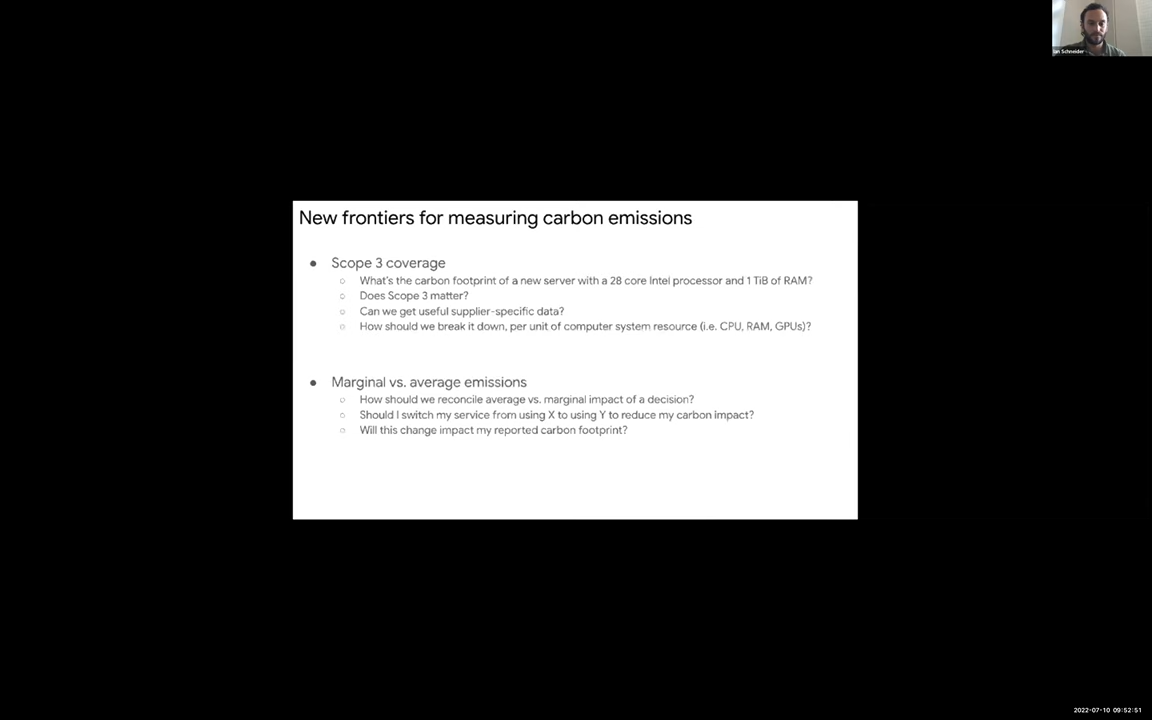 Ian Schneider
New frontiers for measuring carbon emissions
● Scope 3 coverage
○ What's the carbon footprint of a new server with a 28 core Intel processor and 1 TiB of RAM?
○ Does Scope 3 matter?
○ Can we get useful supplier-specific data?
○ How should we break it down, per unit of computer system resource (i.e. CPU, RAM, GPUs)?
● Marginal vs. average emissions
○ How should we reconcile average vs. marginal impact of a decision?
○ Should I switch my service from using X to using Y to reduce my carbon impact?
○ Will this change impact my reported carbon footprint?
2022-07-10 09:52:51